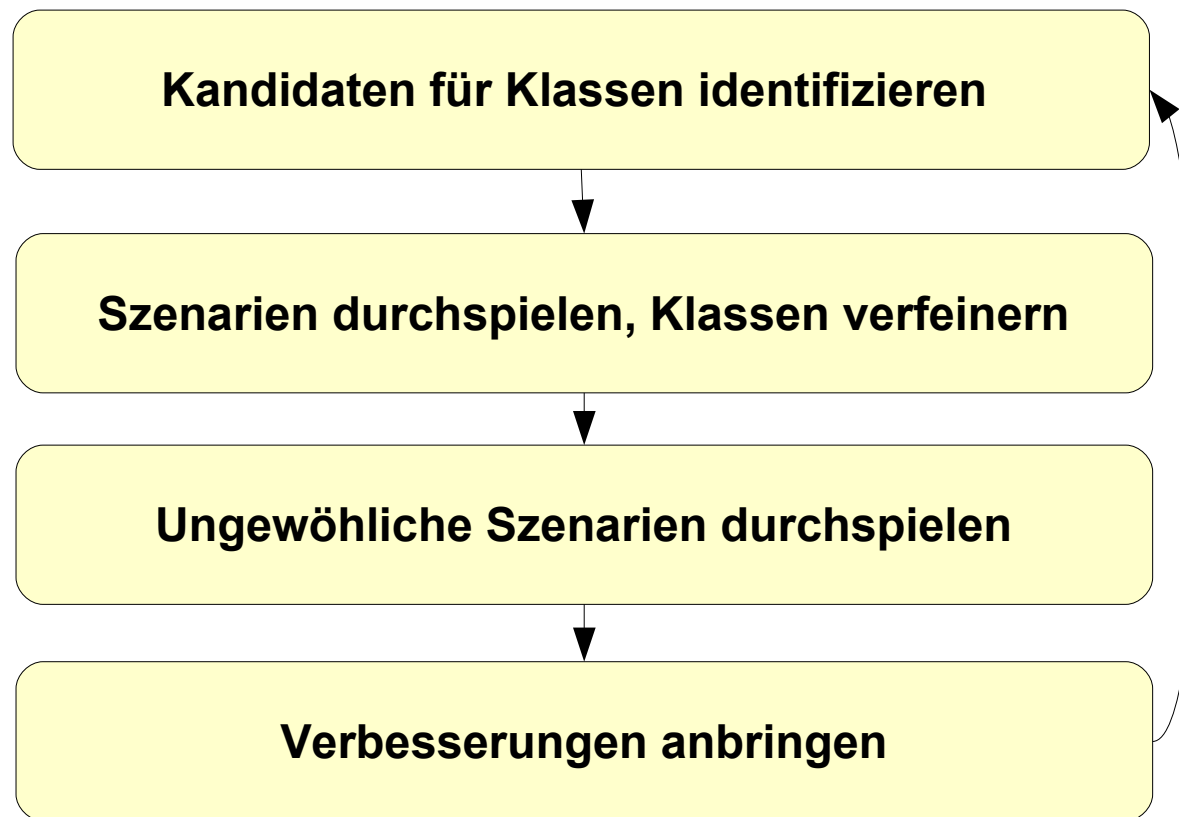 Kandidaten für Klassen identifizieren
Szenarien durchspielen, Klassen verfeinern
Ungewöhliche Szenarien durchspielen
Verbesserungen anbringen